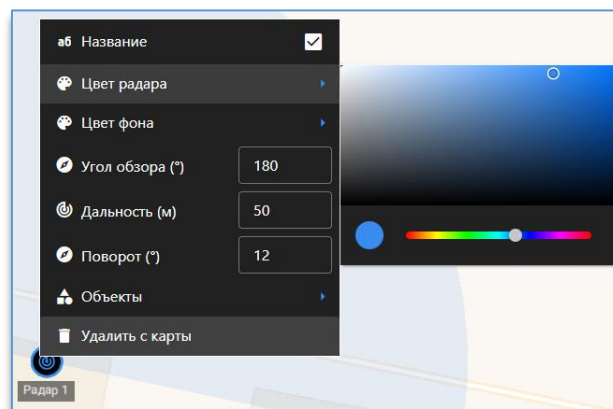 аб Название
Цвет радара
Цвет фона
Угол обзора (°) 180
Дальность (м) 50
Поворот (°) 12
Объекты
Удалить с карты
Радар 1